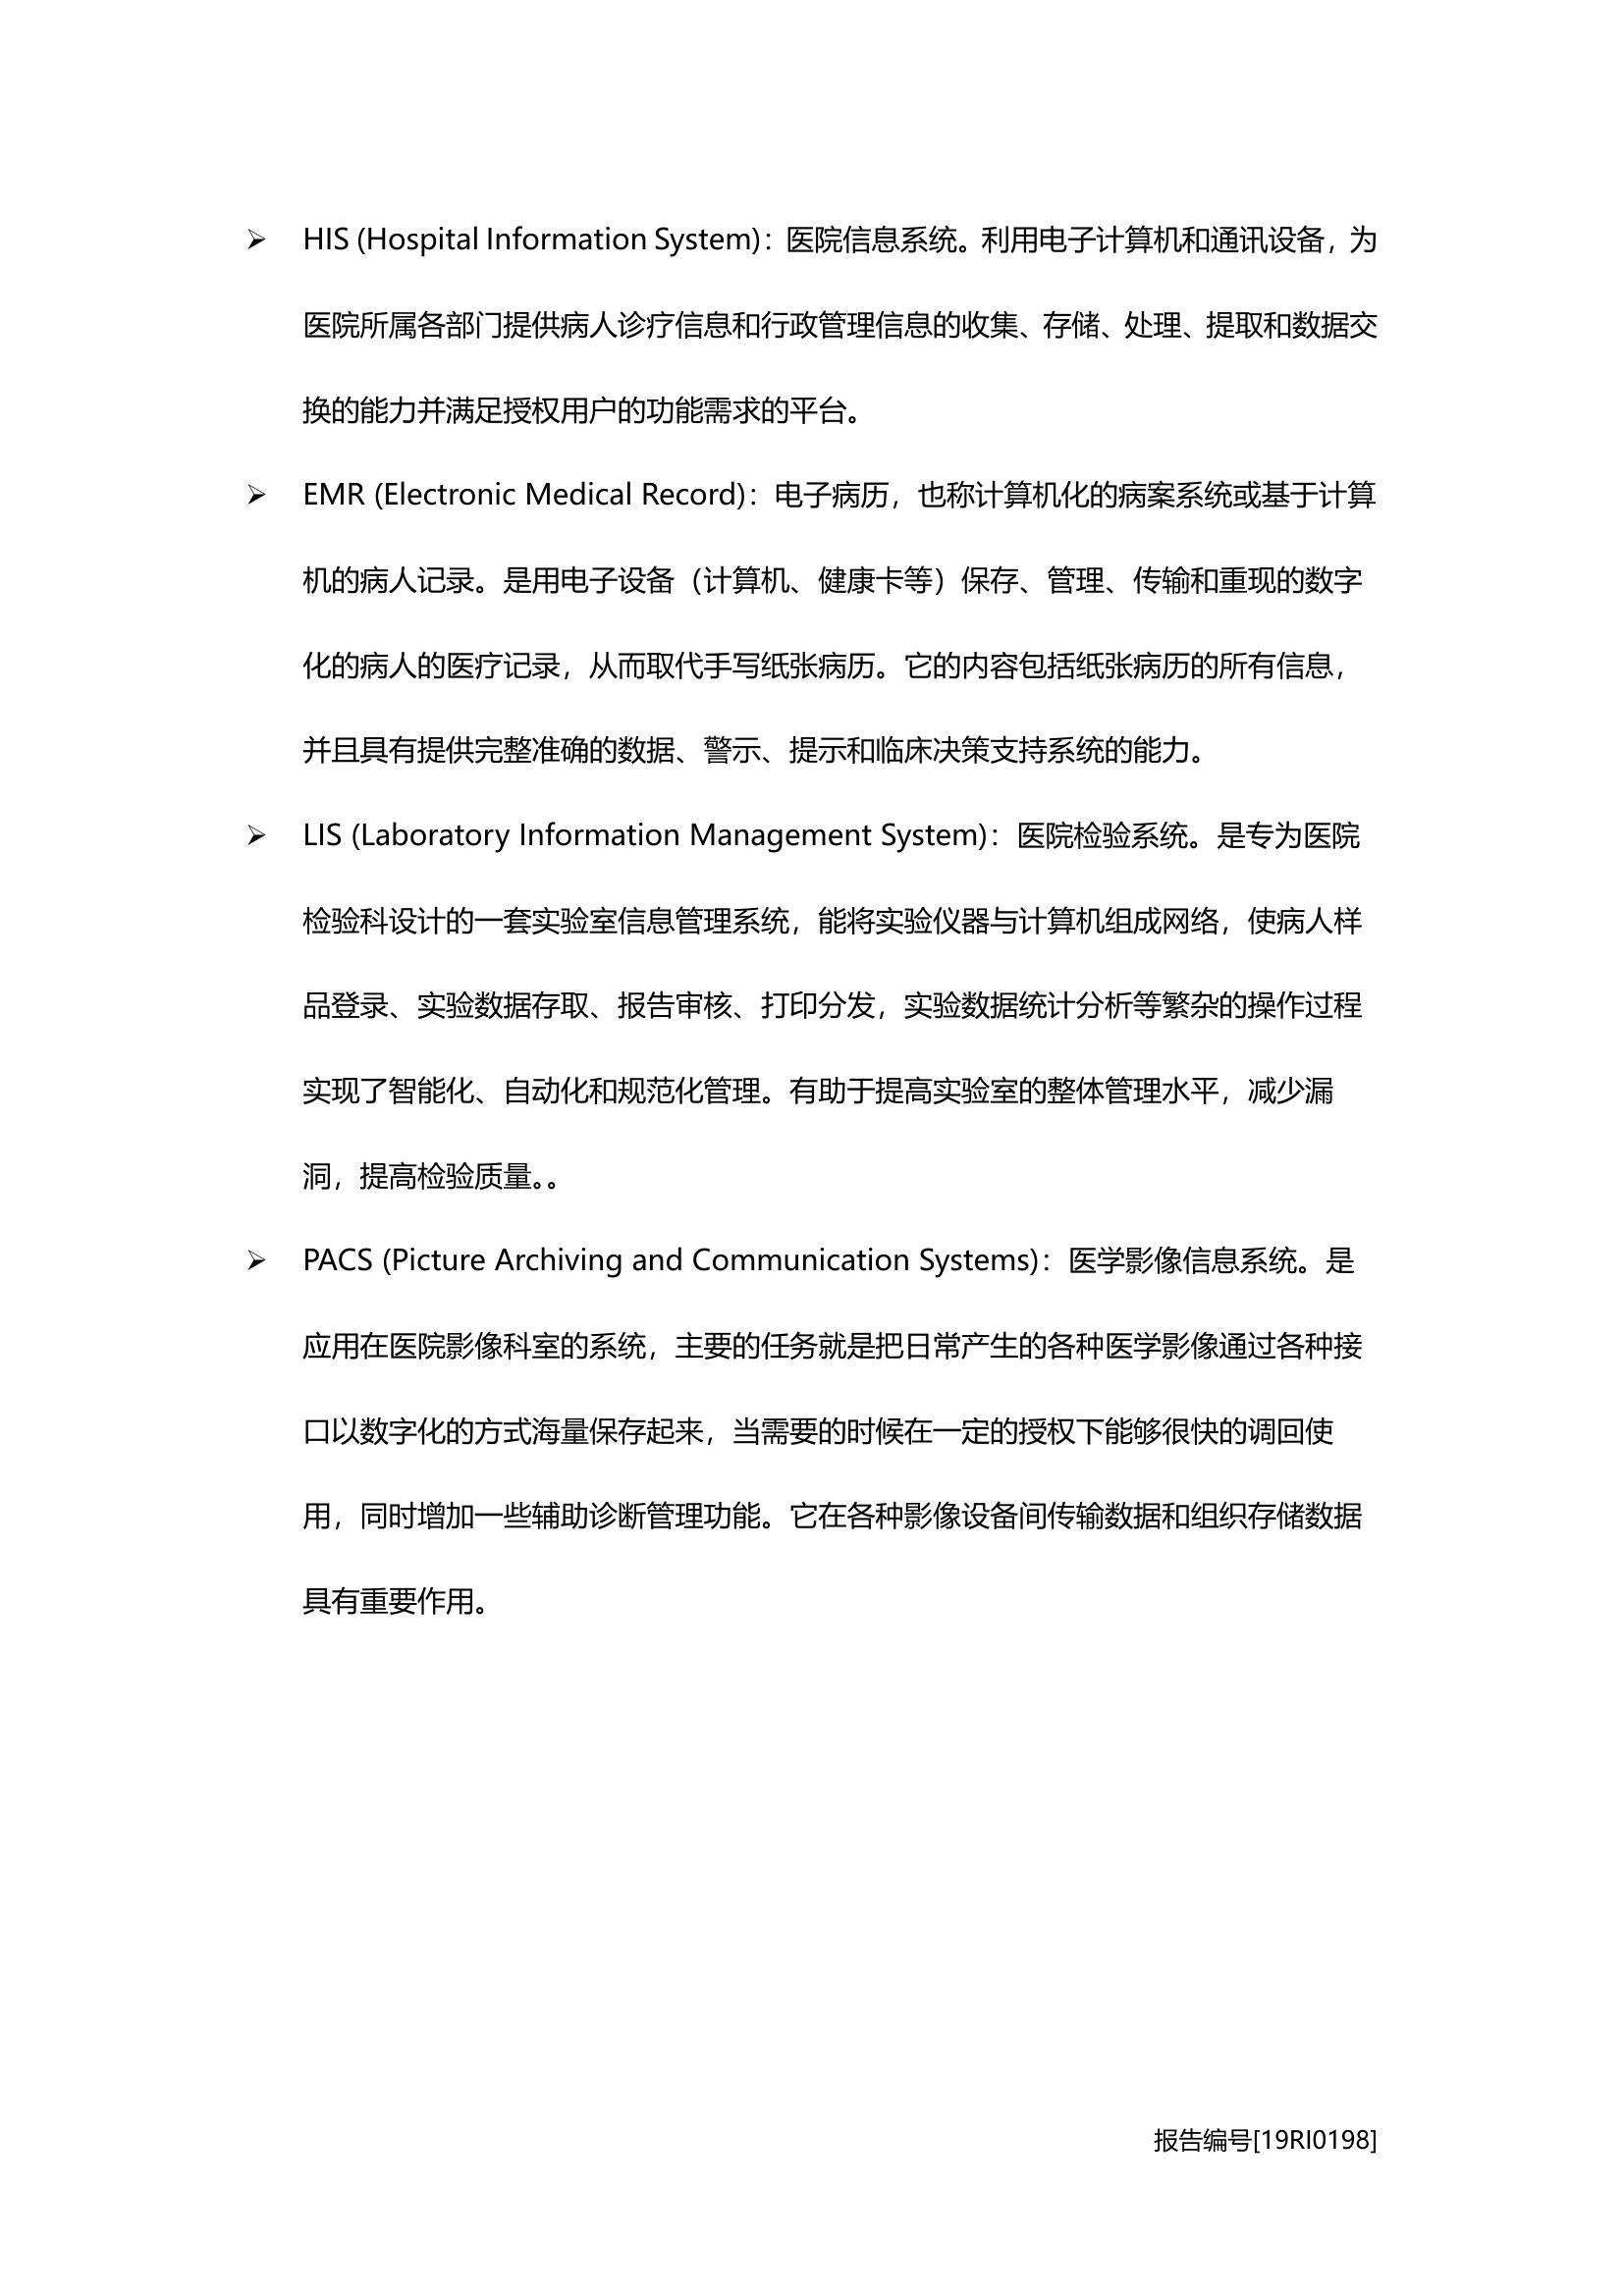 ➢ HIS (Hospital Information System)：医院信息系统。利用电子计算机和通讯设备，为
医院所属各部门提供病人诊疗信息和行政管理信息的收集、存储、处理、提取和数据交
换的能力并满足授权用户的功能需求的平台。
➢ EMR (Electronic Medical Record)：电子病历，也称计算机化的病案系统或基于计算
机的病人记录。是用电子设备（计算机、健康卡等）保存、管理、传输和重现的数字
化的病人的医疗记录，从而取代手写纸张病历。它的内容包括纸张病历的所有信息，
并且具有提供完整准确的数据、警示、提示和临床决策支持系统的能力。
➢ LIS (Laboratory Information Management System)：医院检验系统。是专为医院
检验科设计的一套实验室信息管理系统，能将实验仪器与计算机组成网络，使病人样
品登录、实验数据存取、报告审核、打印分发，实验数据统计分析等繁杂的操作过程
实现了智能化、自动化和规范化管理。有助于提高实验室的整体管理水平，减少漏
洞，提高检验质量。。
➢ PACS (Picture Archiving and Communication Systems)：医学影像信息系统。是
应用在医院影像科室的系统，主要的任务就是把日常产生的各种医学影像通过各种接
口以数字化的方式海量保存起来，当需要的时候在一定的授权下能够很快的调回使
用，同时增加一些辅助诊断管理功能。它在各种影像设备间传输数据和组织存储数据
具有重要作用。
报告编号[19RI0198]